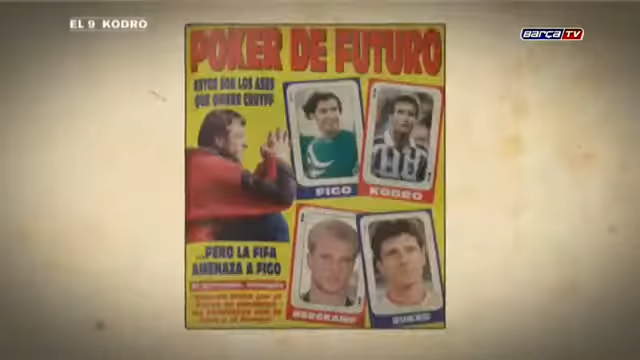 EL 9 KODRO
BARÇA TV
POKER DE FUTURO
ESTOS SON LOS ASES
QUE QUIERE CRUYFF
FIGO
KODRO
...PERO LA FIFA
AMENAZA A FIGO
BERGKAMP
SUKER